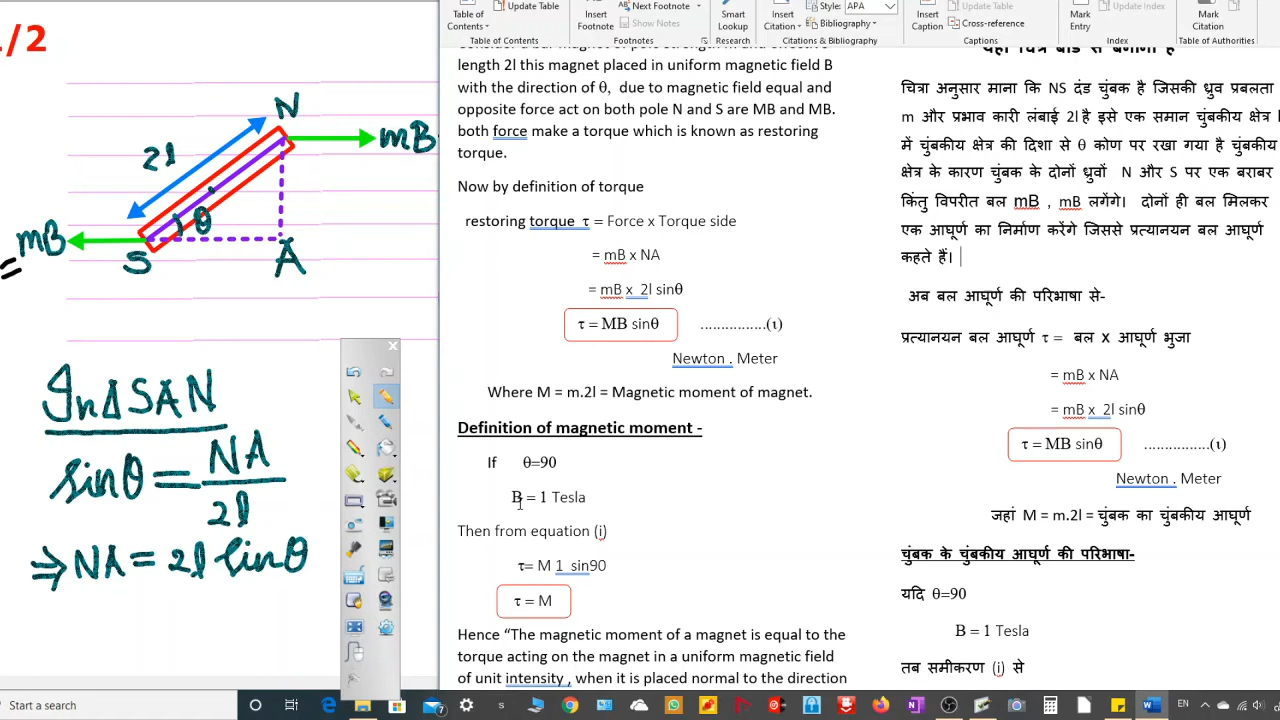 1/2
N
mB
2l
θ
mB
S
A
=
In Δ SAN
sinθ = NA
2l
⇒ NA = 2l sinθ
Table of
Contents
Update Table
Table of Contents
Insert
Footnote
Next Footnote
Show Notes
Footnotes
Smart
Lookup
Research
Insert
Citation
Style: APA
Bibliography
Citations & Bibliography
Insert
Caption
Update Table
Cross-reference
Captions
Mark
Entry
Update Index
Index
Mark
Citation
Table of Authorities
length 2l this magnet placed in uniform magnetic field B
with the direction of θ, due to magnetic field equal and
opposite force act on both pole N and S are MB and MB.
both force make a torque which is known as restoring
torque.
Now by definition of torque
restoring torque τ = Force x Torque side
= mB x NA
= mB x 2l sinθ
τ = MB sinθ ................(ι)
Newton . Meter
Where M = m.2l = Magnetic moment of magnet.
Definition of magnetic moment -
If θ=90
B = 1 Tesla
Then from equation (i)
τ= M 1 sin90
τ = M
Hence “The magnetic moment of a magnet is equal to the
torque acting on the magnet in a uniform magnetic field
of unit intensity , when it is placed normal to the direction
चित्रा अनुसार माना कि NS दंड चुंबक है जिसकी ध्रुव प्रबलता
m और प्रभाव कारी लंबाई 2l है इसे एक समान चुंबकीय क्षेत्र
में चुंबकीय क्षेत्र की दिशा से θ कोण पर रखा गया है चुंबकीय
क्षेत्र के कारण चुंबक के दोनों ध्रुवों N और S पर एक बराबर
किंतु विपरीत बल mB , mB लगेंगे। दोनों ही बल मिलकर
एक आघूर्ण का निर्माण करेंगे जिससे प्रत्यानयन बल आघूर्ण
कहते हैं।
अब बल आघूर्ण की परिभाषा से-
प्रत्यानयन बल आघूर्ण τ = बल X आघूर्ण भुजा
= mB x NA
= mB x 2l sinθ
τ = MB sinθ ................(ι)
Newton . Meter
जहां M = m.2l = चुंबक का चुंबकीय आघूर्ण
चुंबक के चुंबकीय आघूर्ण की परिभाषा-
यदि θ=90
B = 1 Tesla
तब समीकरण (i) से
Start a search
EN